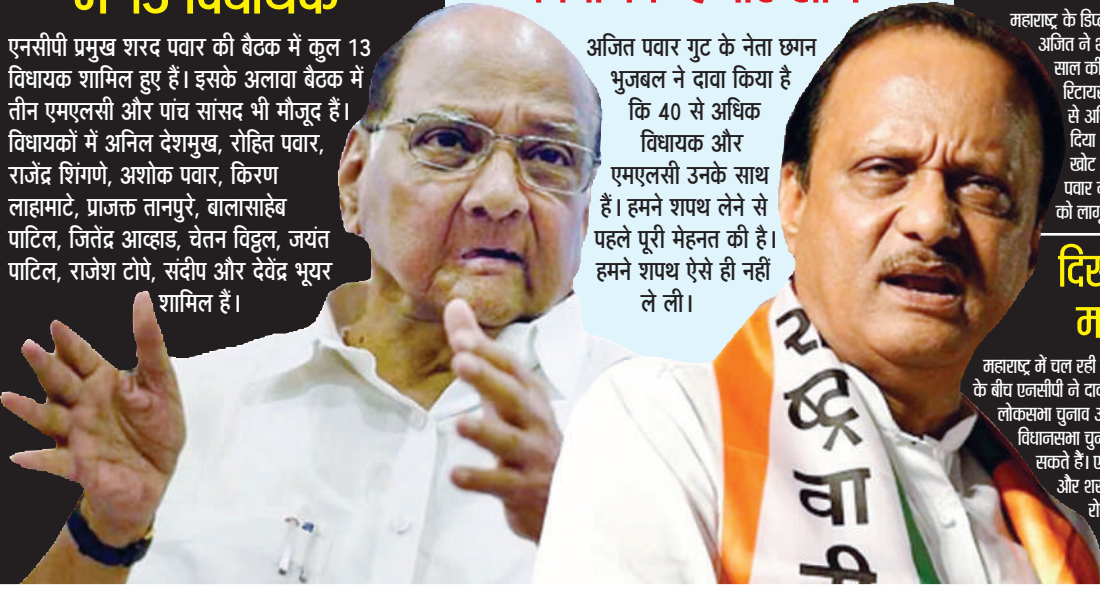 में 13 विधायक
एनसीपी प्रमुख शरद पवार की बैठक में कुल 13
विधायक शामिल हुए हैं। इसके अलावा बैठक में
तीन एमएलसी और पांच सांसद भी मौजूद हैं।
विधायकों में अनिल देशमुख, रोहित पवार,
राजेंद्र शिंगणे, अशोक पवार, किरण
लाहामाटे, प्राजक्त तानपुरे, बालासाहेब
पाटिल, जितेंद्र आव्हाड, चेतन विट्ठल, जयंत
पाटिल, राजेश टोपे, संदीप और देवेंद्र भूयर
शामिल हैं।
अजित पवार गुट के नेता छगन
भुजबल ने दावा किया है
कि 40 से अधिक
विधायक और
एमएलसी उनके साथ
हैं। हमने शपथ लेने से
पहले पूरी मेहनत की है।
हमने शपथ ऐसे ही नहीं
ले ली।
राष्ट्र
वा
दी
महाराष्ट्र के
अजित ने
साल की
से
दिया
खोट
पवार
को
महाराष्ट्र में चल रही
के बीच एनसीपी ने
लोकसभा चुनाव
विधानसभा
सकते हैं।
और